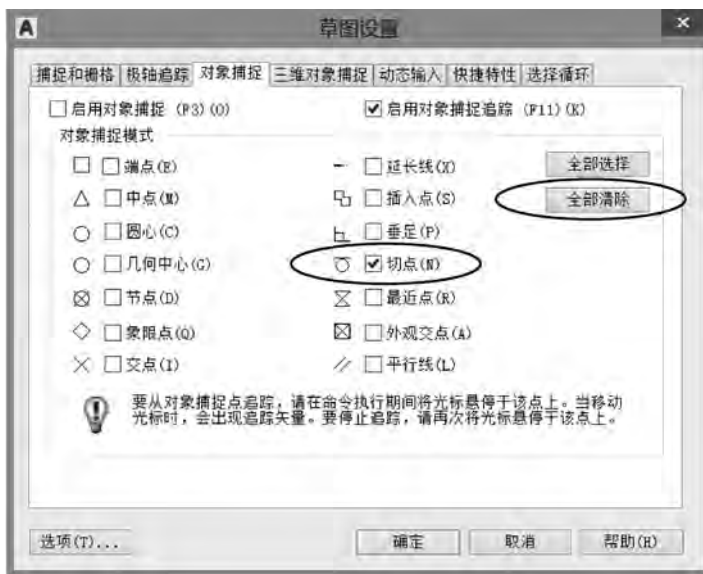 A 草图设置 ×
捕捉和栅格 极轴追踪 对象捕捉 三维对象捕捉 动态输入 快捷特性 选择循环
启用对象捕捉 (F3)(O) 启用对象捕捉追踪 (F11)(K)
对象捕捉模式
端点(E) 延长线(X) 全部选择
中点(M) 插入点(S) 全部清除
圆心(C) 垂足(P)
几何中心(G) 切点(N)
节点(D) 最近点(R)
象限点(Q) 外观交点(A)
交点(I) 平行线(L)
要从对象捕捉点追踪，请在命令执行期间将光标悬停于该点上。当移动
光标时，会出现追踪矢量。要停止追踪，请再次将光标悬停于该点上。
选项(T)... 确定 取消 帮助(H)